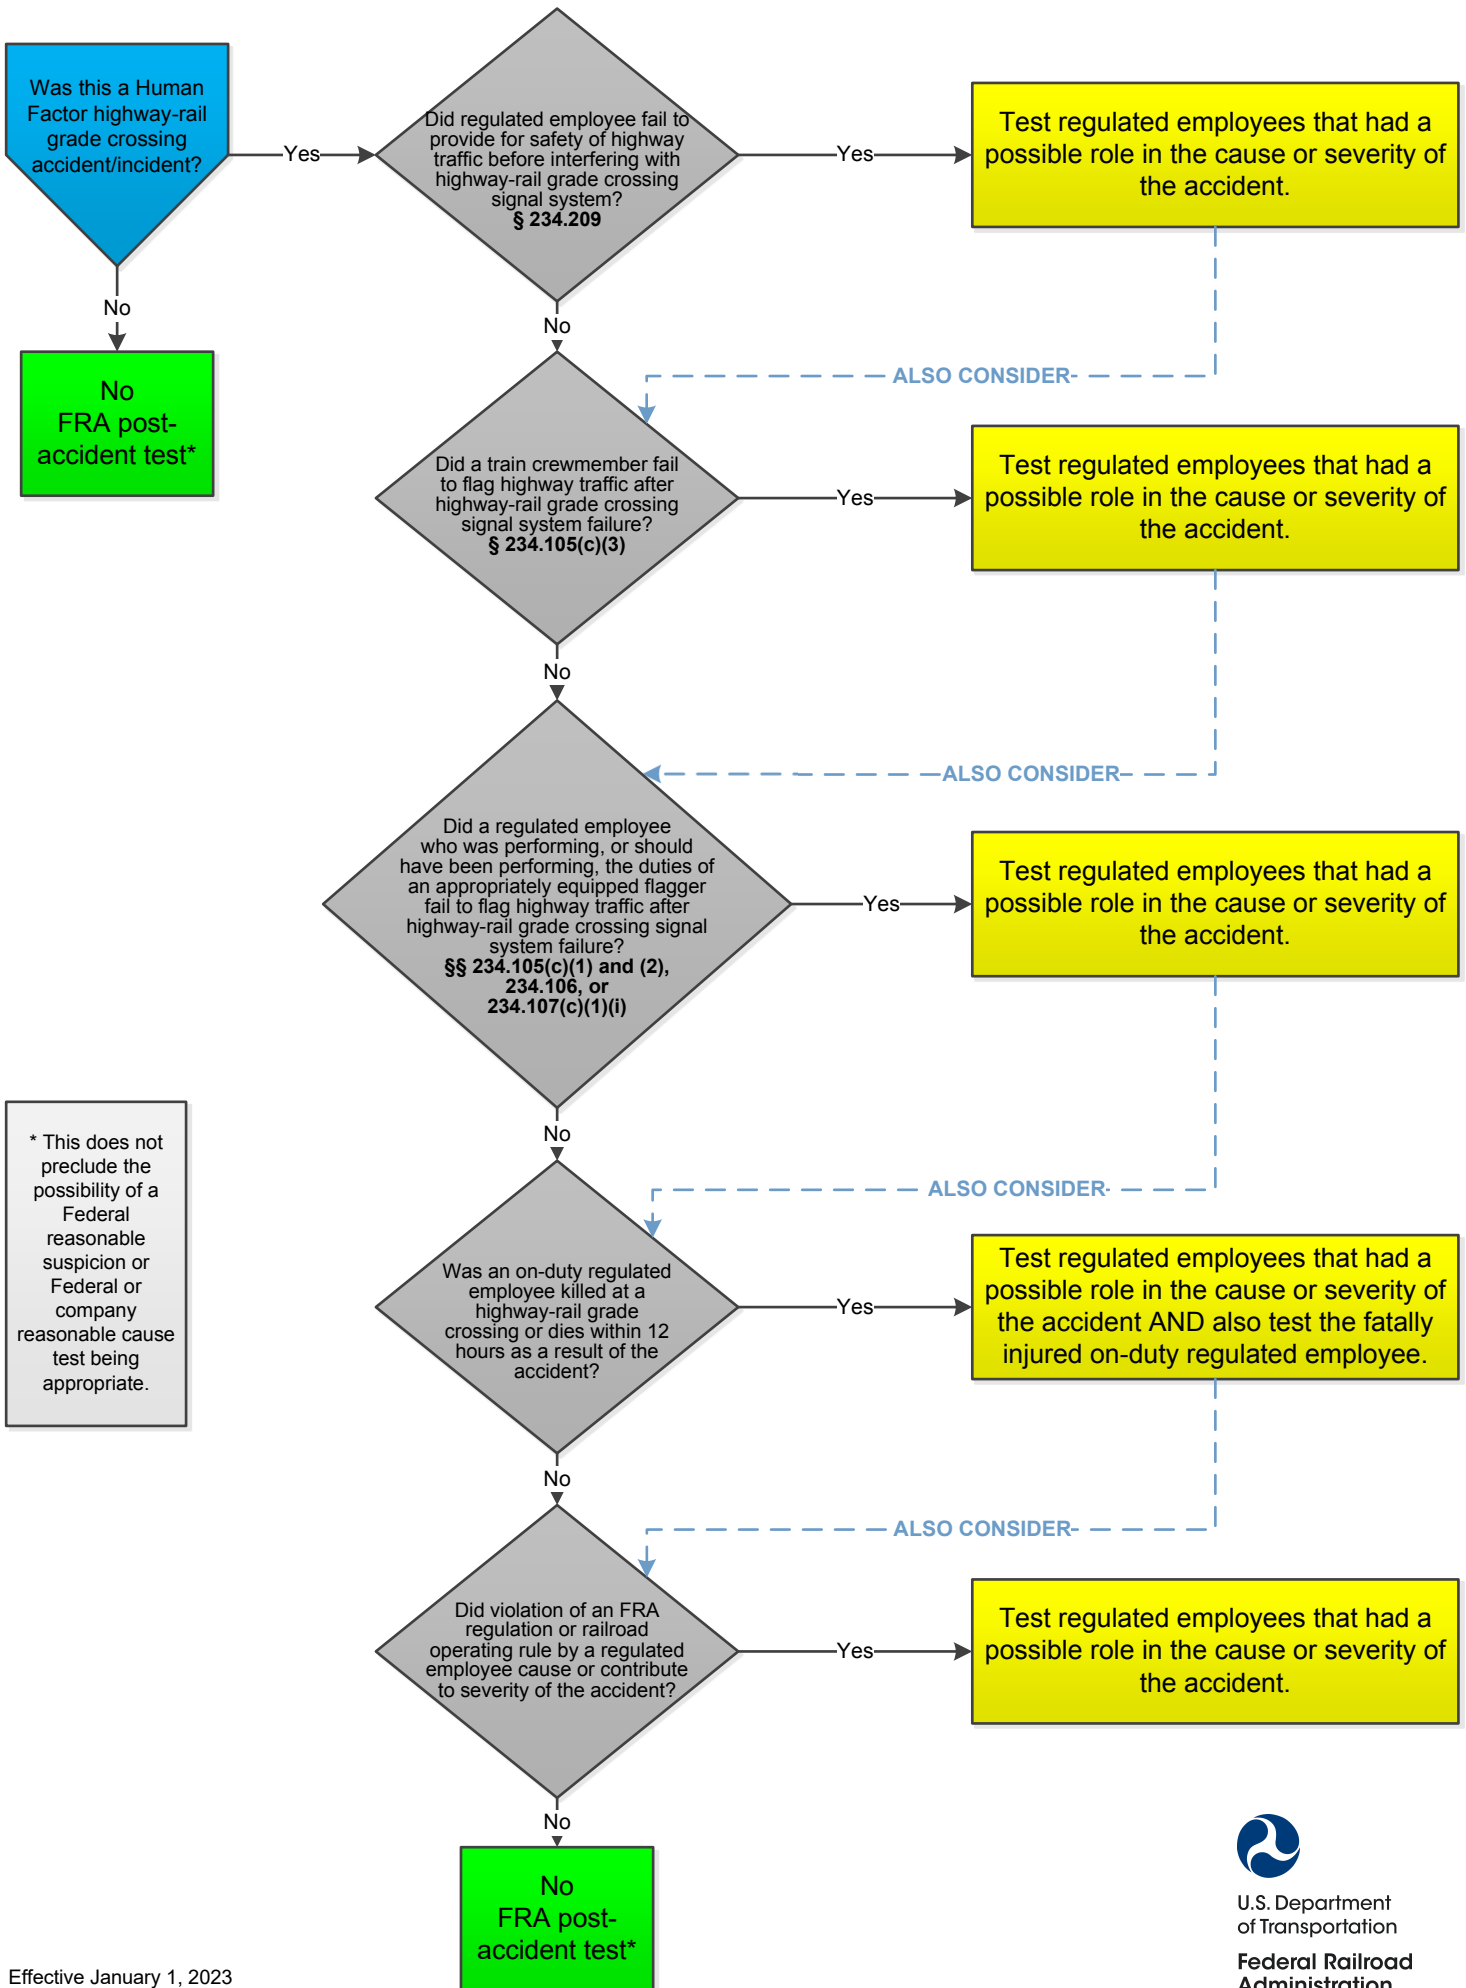 Was this a Human
Factor highway-rail
grade crossing
accident/incident?
Yes
Did regulated employee fail to
provide for safety of highway
traffic before interfering with
highway-rail grade crossing
signal system?
§ 234.209
Yes
Test regulated employees that had a
possible role in the cause or severity of
the accident.
No
No
FRA post-
accident test*
No
ALSO CONSIDER
Did a train crewmember fail
to flag highway traffic after
highway-rail grade crossing
signal system failure?
§ 234.105(c)(3)
Yes
Test regulated employees that had a
possible role in the cause or severity of
the accident.
No
ALSO CONSIDER
Did a regulated employee
who was performing, or should
have been performing, the duties of
an appropriately equipped flagger
fail to flag highway traffic after
highway-rail grade crossing signal
system failure?
§§ 234.105(c)(1) and (2),
234.106, or
234.107(c)(1)(i)
Yes
Test regulated employees that had a
possible role in the cause or severity of
the accident.
No
ALSO CONSIDER
* This does not
preclude the
possibility of a
Federal
reasonable
suspicion or
Federal or
company
reasonable cause
test being
appropriate.
Was an on-duty regulated
employee killed at a
highway-rail grade
crossing or dies within 12
hours as a result of the
accident?
Yes
Test regulated employees that had a
possible role in the cause or severity of
the accident AND also test the fatally
injured on-duty regulated employee.
No
ALSO CONSIDER
Did violation of an FRA
regulation or railroad
operating rule by a regulated
employee cause or contribute
to severity of the accident?
Yes
Test regulated employees that had a
possible role in the cause or severity of
the accident.
No
No
FRA post-
accident test*
U.S. Department
of Transportation
Federal Railroad
Administration
Effective January 1, 2023